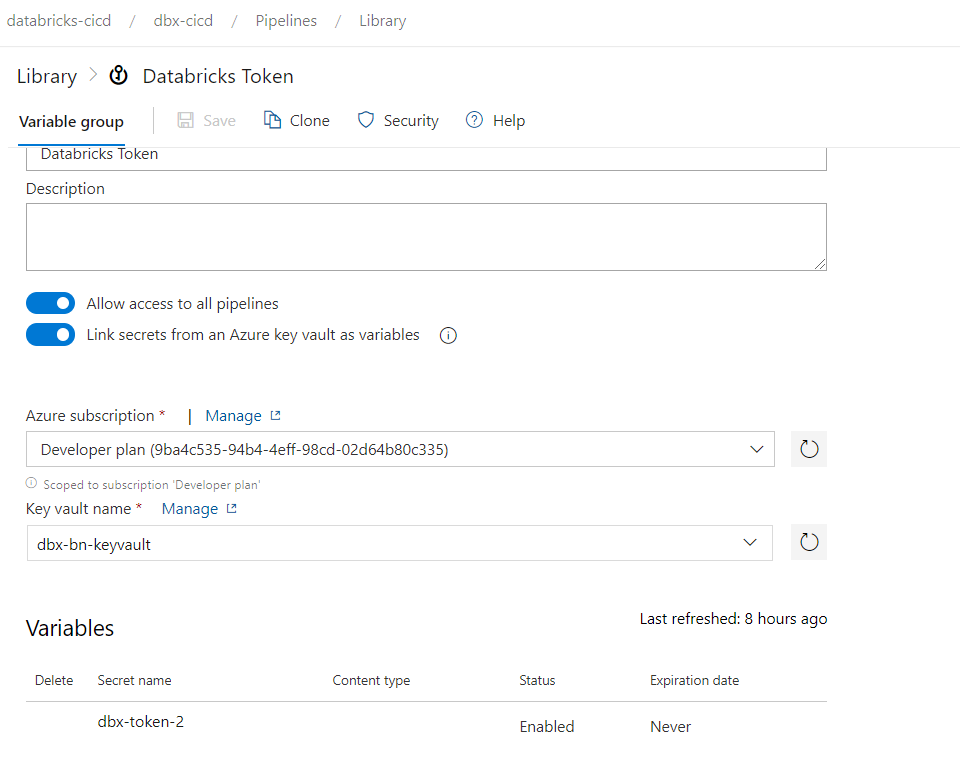 databricks-cicd / dbx-cicd / Pipelines / Library
Library > Databricks Token
Variable group Save Clone Security Help
Databricks Token
Description
Allow access to all pipelines
Link secrets from an Azure key vault as variables
Azure subscription * | Manage
Developer plan (9ba4c535-94b4-4eff-98cd-02d64b80c335)
Scoped to subscription 'Developer plan'
Key vault name * Manage
dbx-bn-keyvault
Variables Last refreshed: 8 hours ago
Delete Secret name Content type Status Expiration date
dbx-token-2 Enabled Never